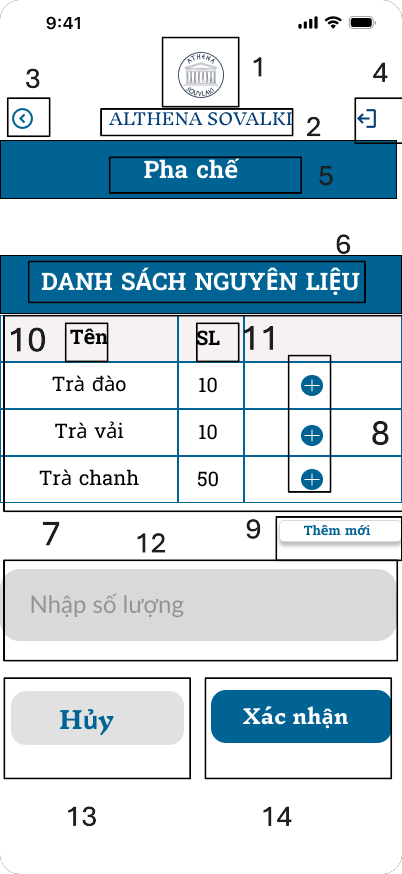 9:41
ATHENA
SOUVLAKI
1
3
4
ALTHENA SOVALKI
2
Pha chế
5
6
DANH SÁCH NGUYÊN LIỆU
10 Tên SL 11
Trà đào 10
Trà vải 10
8
Trà chanh 50
7
12
9
Thêm mới
Nhập số lượng
Hủy
Xác nhận
13
14